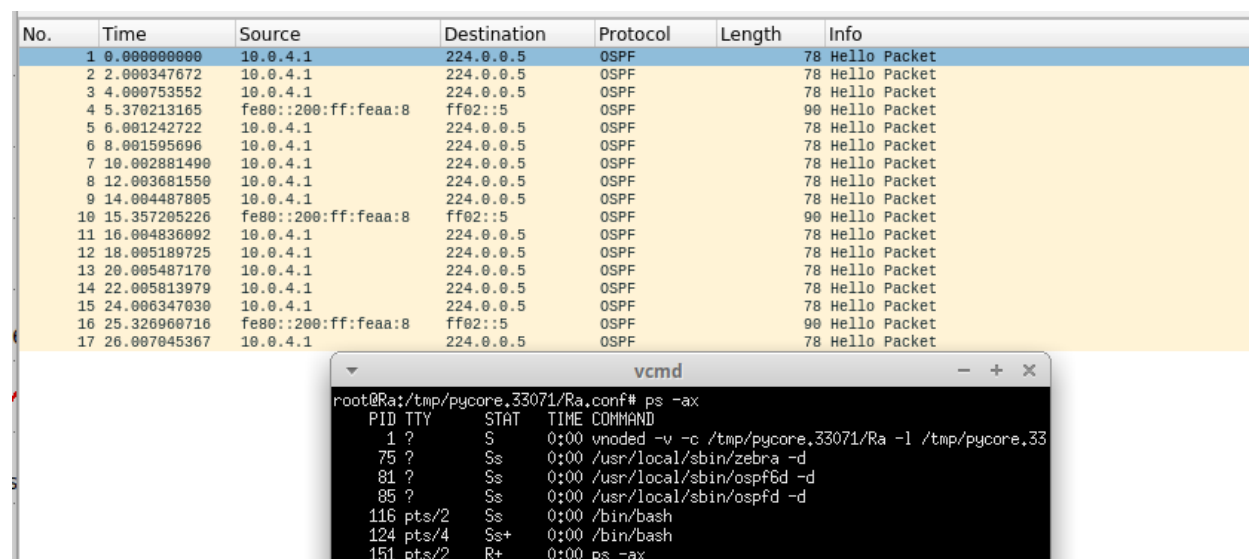 No. Time Source Destination Protocol Length Info
1 0.000000000 10.0.4.1 224.0.0.5 OSPF 78 Hello Packet
2 2.000347672 10.0.4.1 224.0.0.5 OSPF 78 Hello Packet
3 4.000753552 10.0.4.1 224.0.0.5 OSPF 78 Hello Packet
4 5.370213165 fe80::200:ff:feaa:8 ff02::5 OSPF 90 Hello Packet
5 6.001242722 10.0.4.1 224.0.0.5 OSPF 78 Hello Packet
6 8.001595696 10.0.4.1 224.0.0.5 OSPF 78 Hello Packet
7 10.002881490 10.0.4.1 224.0.0.5 OSPF 78 Hello Packet
8 12.003681550 10.0.4.1 224.0.0.5 OSPF 78 Hello Packet
9 14.004487805 10.0.4.1 224.0.0.5 OSPF 78 Hello Packet
10 15.357205226 fe80::200:ff:feaa:8 ff02::5 OSPF 90 Hello Packet
11 16.004836092 10.0.4.1 224.0.0.5 OSPF 78 Hello Packet
12 18.005189725 10.0.4.1 224.0.0.5 OSPF 78 Hello Packet
13 20.005487170 10.0.4.1 224.0.0.5 OSPF 78 Hello Packet
14 22.005813979 10.0.4.1 224.0.0.5 OSPF 78 Hello Packet
15 24.006347030 10.0.4.1 224.0.0.5 OSPF 78 Hello Packet
16 25.326960716 fe80::200:ff:feaa:8 ff02::5 OSPF 90 Hello Packet
17 26.007045367 10.0.4.1 224.0.0.5 OSPF 78 Hello Packet
vcmd
root@Ra:/tmp/pycore.33071/Ra.conf# ps -ax
PID TTY STAT TIME COMMAND
1 ? S 0:00 vnoded -v -c /tmp/pycore.33071/Ra -l /tmp/pycore.33
75 ? Ss 0:00 /usr/local/sbin/zebra -d
81 ? Ss 0:00 /usr/local/sbin/ospf6d -d
85 ? Ss 0:00 /usr/local/sbin/ospfd -d
116 pts/2 Ss 0:00 /bin/bash
124 pts/4 Ss+ 0:00 /bin/bash
151 pts/2 R+ 0:00 ps -ax